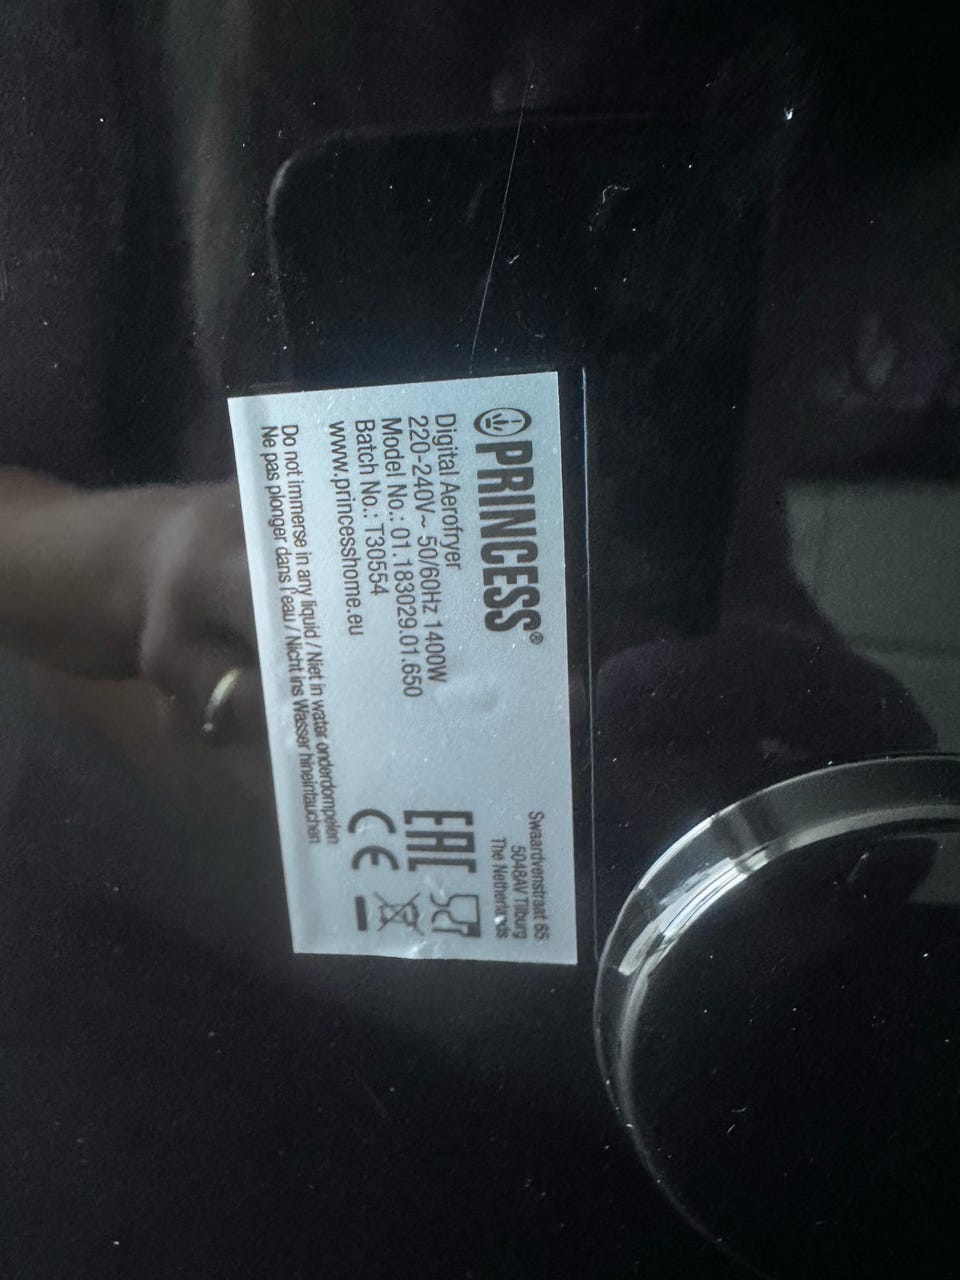 PRINCESS®
Digital Aerofryer
220-240V~ 50/60Hz 1400W
Model No.: 01.183029.01.650
Batch No.: T30554
www.princesshome.eu
Do not immerse in any liquid / Niet in water onderdompelen
Ne pas plonger dans l'eau / Nicht ins Wasser hineintauchen
Swaardvenstraat 65
5048AV Tilburg
The Netherlands
EAC
CE